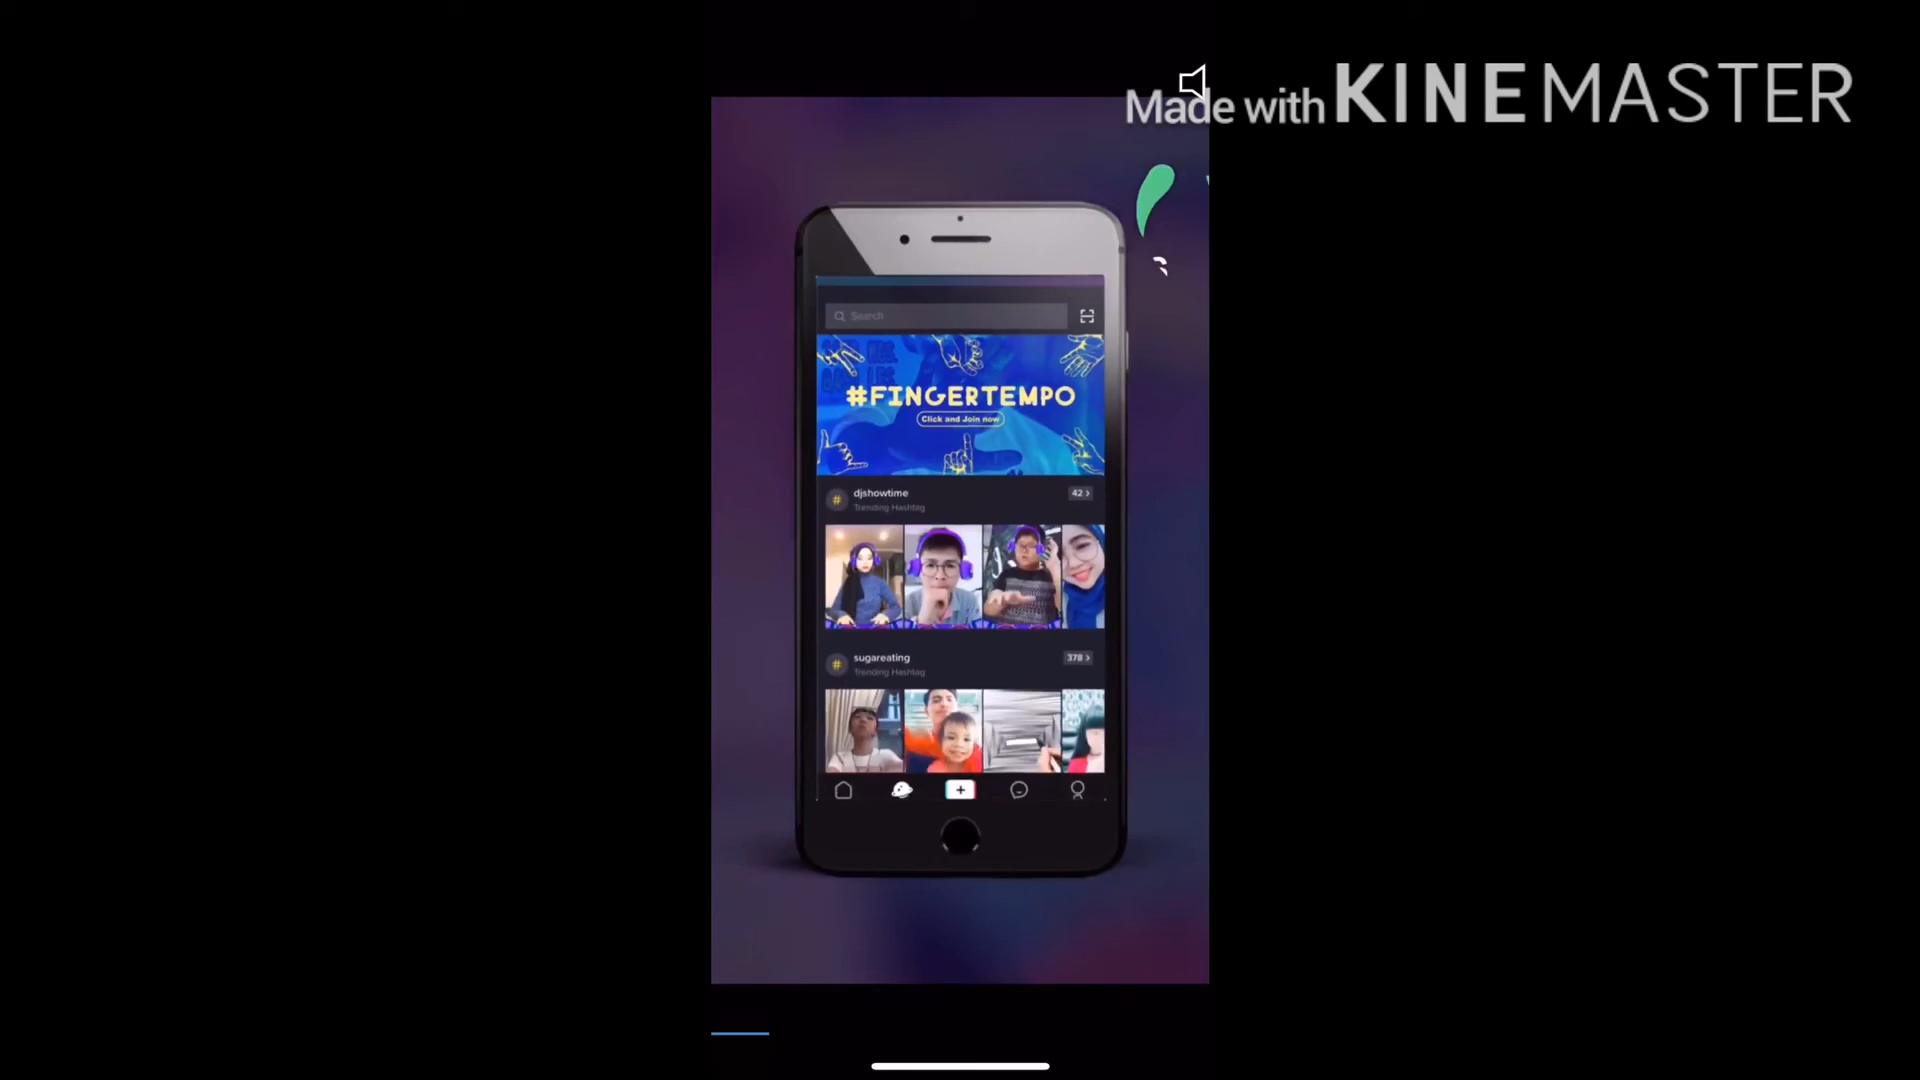 Made with KINEMASTER
Search
#FINGERTEMPO
Click and Join now
djshowtime
42 >
Trending Hashtag
sugareating
378 >
Trending Hashtag